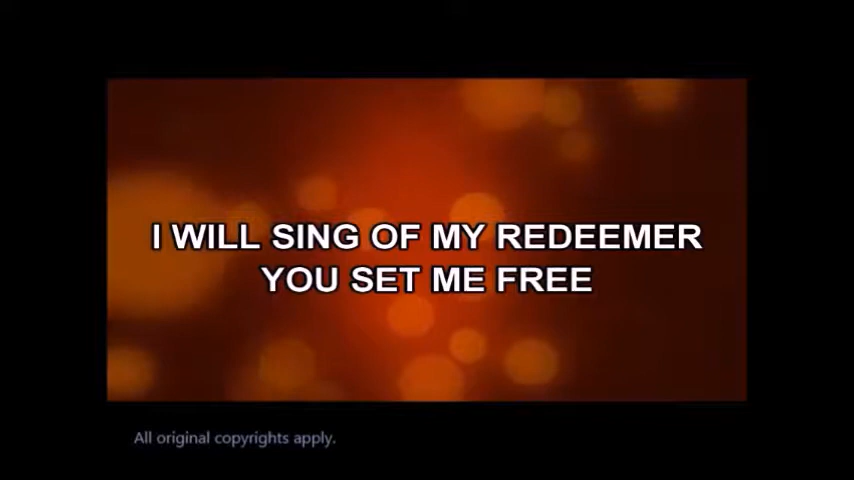 I WILL SING OF MY REDEEMER
YOU SET ME FREE
All original copyrights apply.